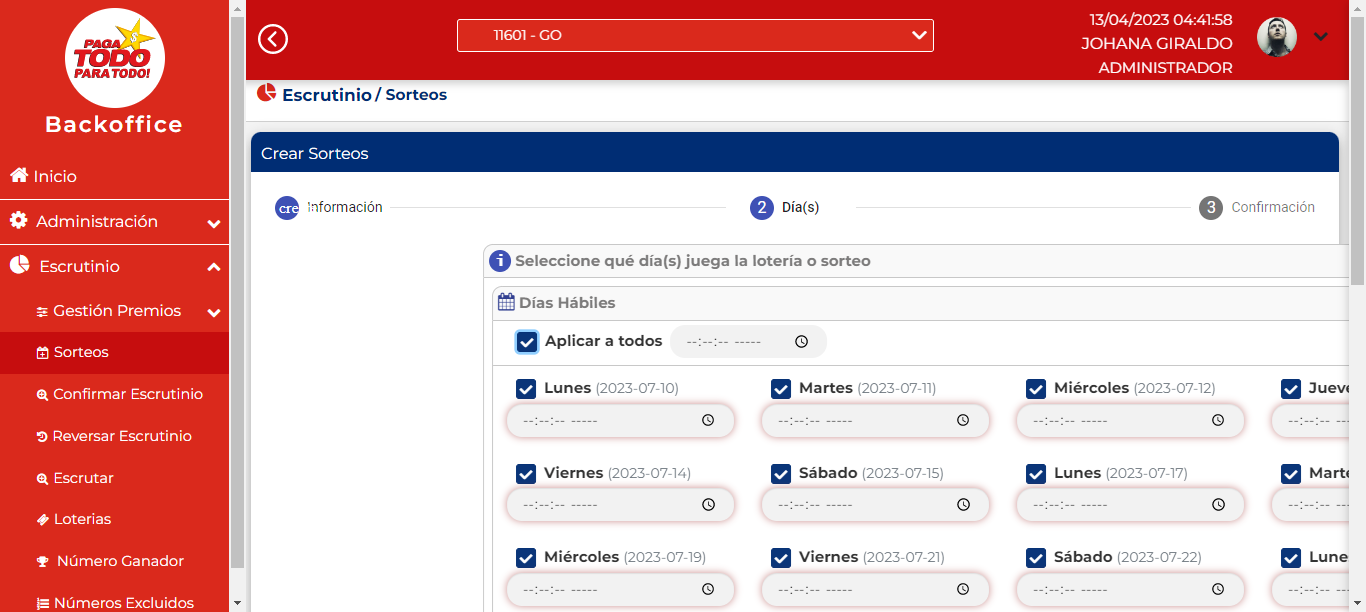 PAGA
TODO
PARA TODO!
Backoffice
Inicio
Administración
Escrutinio
Gestión Premios
Sorteos
Confirmar Escrutinio
Reversar Escrutinio
Escrutar
Loterias
Número Ganador
Números Excluidos
11601 - GO
13/04/2023 04:41:58
JOHANA GIRALDO
ADMINISTRADOR
Escrutinio / Sorteos
Crear Sorteos
cre Información
2 Día(s)
3 Confirmación
Seleccione qué día(s) juega la lotería o sorteo
Días Hábiles
Aplicar a todos --:--:-- -----
Lunes (2023-07-10) Martes (2023-07-11) Miércoles (2023-07-12) Jueve
--:--:-- ----- --:--:-- ----- --:--:-- ----- --:--:-- --
Viernes (2023-07-14) Sábado (2023-07-15) Lunes (2023-07-17) Marte
--:--:-- ----- --:--:-- ----- --:--:-- ----- --:--:-- --
Miércoles (2023-07-19) Viernes (2023-07-21) Sábado (2023-07-22) Lune
--:--:-- ----- --:--:-- ----- --:--:-- ----- --:--:-- --